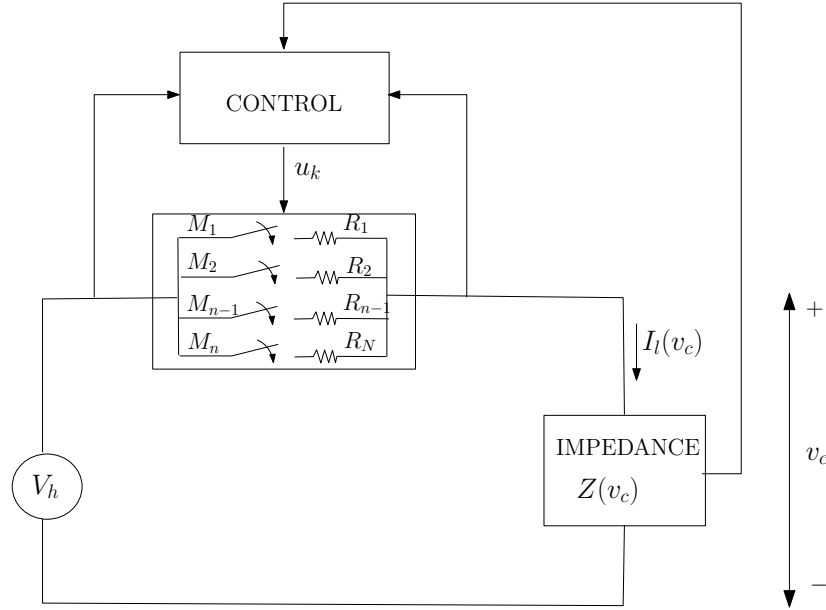 CONTROL
u_k
M_1 R_1
M_2 R_2
M_{n-1} R_{n-1}
M_n R_N
+
I_l(v_c)
IMPEDANCE
v_c
Z(v_c)
V_h
−